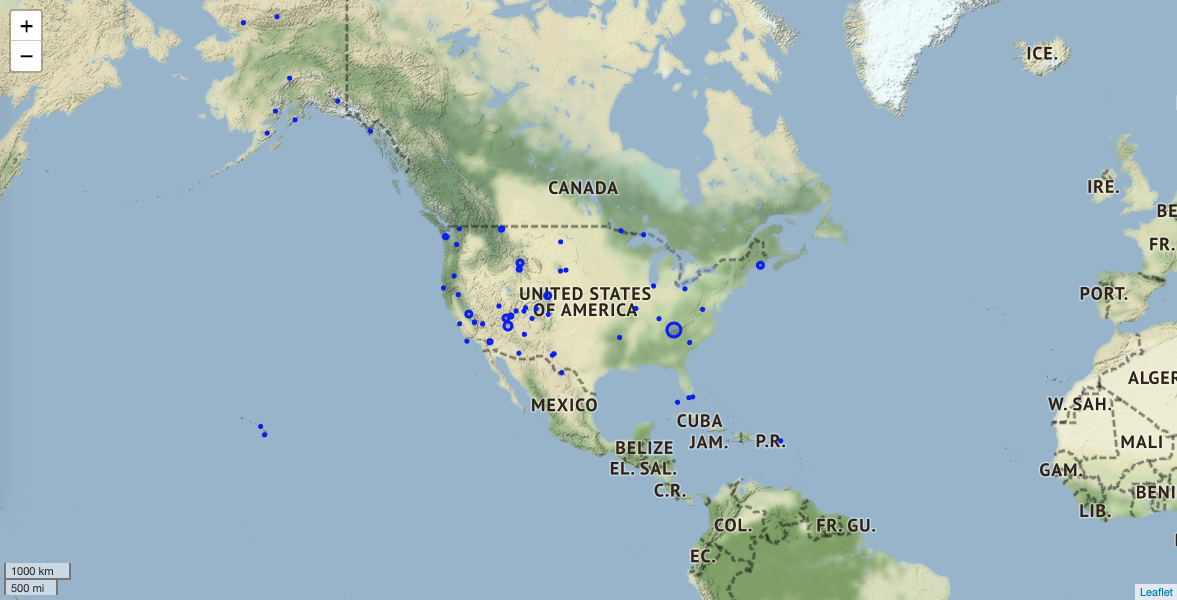 +
−
ICE.
CANADA
IRE.
BE
FR.
UNITED STATES
OF AMERICA
PORT.
ALGER
MEXICO
W. SAH.
CUBA
JAM.
P.R.
MALI
BELIZE
EL. SAL.
GAM.
C.R.
BENI
LIB.
COL.
FR. GU.
EC.
1000 km
500 mi
Leaflet